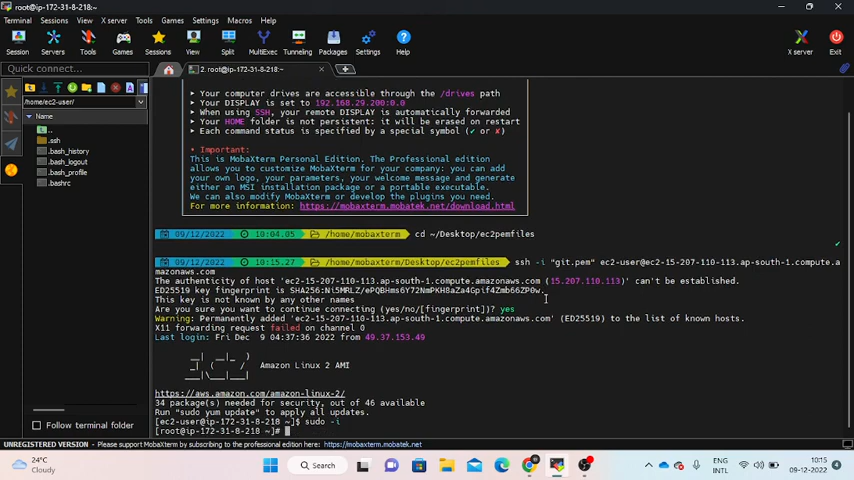 root@ip-172-31-8-218:~
Terminal Sessions View X server Tools Games Settings Macros Help
Session Servers Tools Games Sessions View Split MultiExec Tunneling Packages Settings Help X server Exit
Quick connect... 2. root@ip-172-31-8-218:~
/home/ec2-user/
Name
..
.ssh
.bash_history
.bash_logout
.bash_profile
.bashrc
Follow terminal folder
▸ Your computer drives are accessible through the /drives path
▸ Your DISPLAY is set to 192.168.29.200:0.0
▸ When using SSH, your remote DISPLAY is automatically forwarded
▸ Your HOME folder is not persistent: it will be erased on restart
▸ Each command status is specified by a special symbol (✔ or ✘)
• Important:
This is MobaXterm Personal Edition. The Professional edition
allows you to customize MobaXterm for your company: you can add
your own logo, your parameters, your welcome message and generate
either an MSI installation package or a portable executable.
We can also modify MobaXterm or develop the plugins you need.
For more information: https://mobaxterm.mobatek.net/download.html
09/12/2022 10:04.05 /home/mobaxterm cd ~/Desktop/ec2pemfiles
09/12/2022 10:15.27 /home/mobaxterm/Desktop/ec2pemfiles ssh -i "git.pem" ec2-user@ec2-15-207-110-113.ap-south-1.compute.a
mazonaws.com
The authenticity of host 'ec2-15-207-110-113.ap-south-1.compute.amazonaws.com (15.207.110.113)' can't be established.
ED25519 key fingerprint is SHA256:Ni5MRLZ/ePQBHms6Y72NmPKH8aZa4Gpif4Zmb66ZP0w.
This key is not known by any other names
Are you sure you want to continue connecting (yes/no/[fingerprint])? yes
Warning: Permanently added 'ec2-15-207-110-113.ap-south-1.compute.amazonaws.com' (ED25519) to the list of known hosts.
X11 forwarding request failed on channel 0
Last login: Fri Dec 9 04:37:36 2022 from 49.37.153.49
__| __|_ )
_| ( / Amazon Linux 2 AMI
___|\___|___|
https://aws.amazon.com/amazon-linux-2/
34 package(s) needed for security, out of 46 available
Run "sudo yum update" to apply all updates.
[ec2-user@ip-172-31-8-218 ~]$ sudo -i
[root@ip-172-31-8-218 ~]#
UNREGISTERED VERSION - Please support MobaXterm by subscribing to the professional edition here: https://mobaxterm.mobatek.net
24°C
Cloudy
Search
ENG
INTL
10:15
09-12-2022